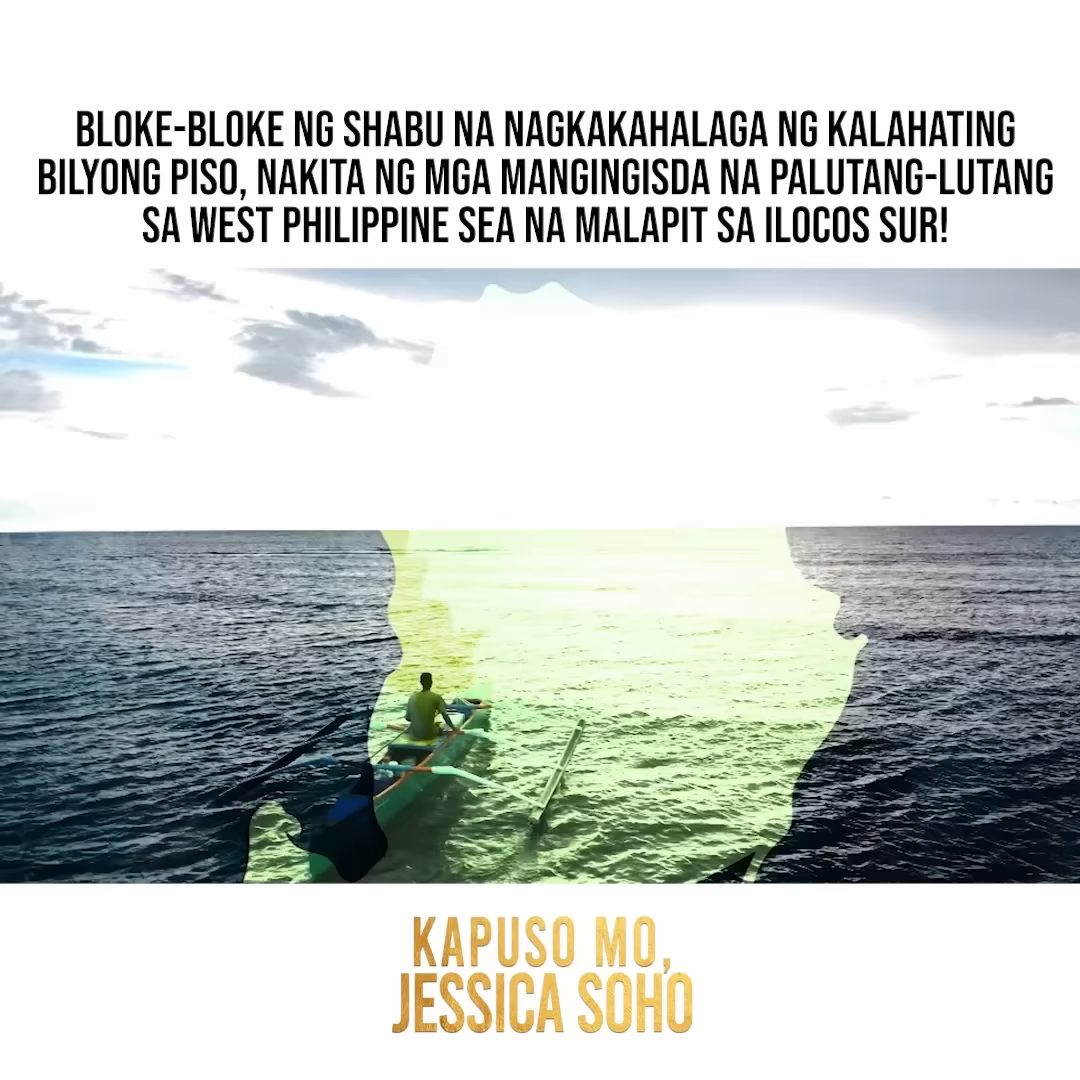 BLOKE-BLOKE NG SHABU NA NAGKAKAHALAGA NG KALAHATING
BILYONG PISO, NAKITA NG MGA MANGINGISDA NA PALUTANG-LUTANG
SA WEST PHILIPPINE SEA NA MALAPIT SA ILOCOS SUR!
KAPUSO MO,
JESSICA SOHO